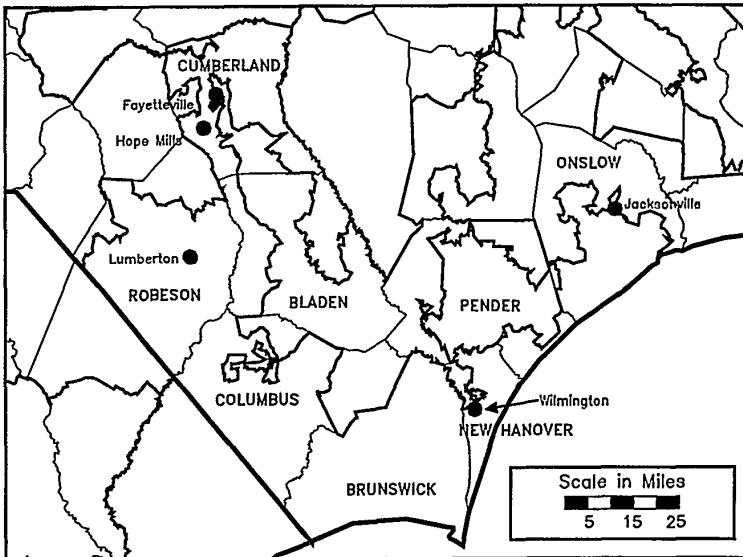 CUMBERLAND
Fayetteville
Hope Mills
ONSLOW
Jacksonville
Lumberton
ROBESON
BLADEN
PENDER
COLUMBUS
Wilmington
NEW HANOVER
BRUNSWICK
Scale in Miles
5 15 25